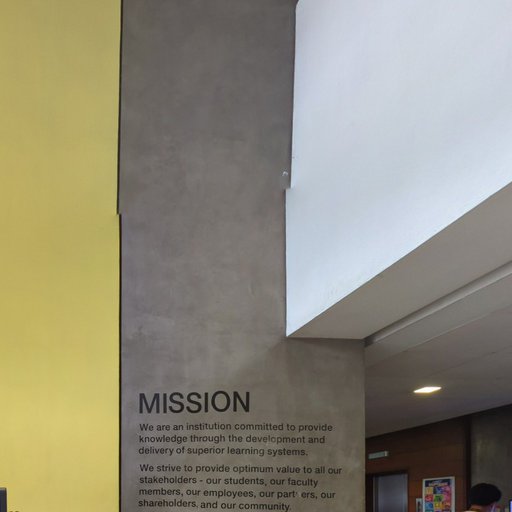 MISSION
We are an institution committed to provide
knowledge through the development and
delivery of superior learning systems.
We strive to provide optimum value to all our
stakeholders - our students, our faculty
members, our employees, our part ers, our
shareholders, and our community.